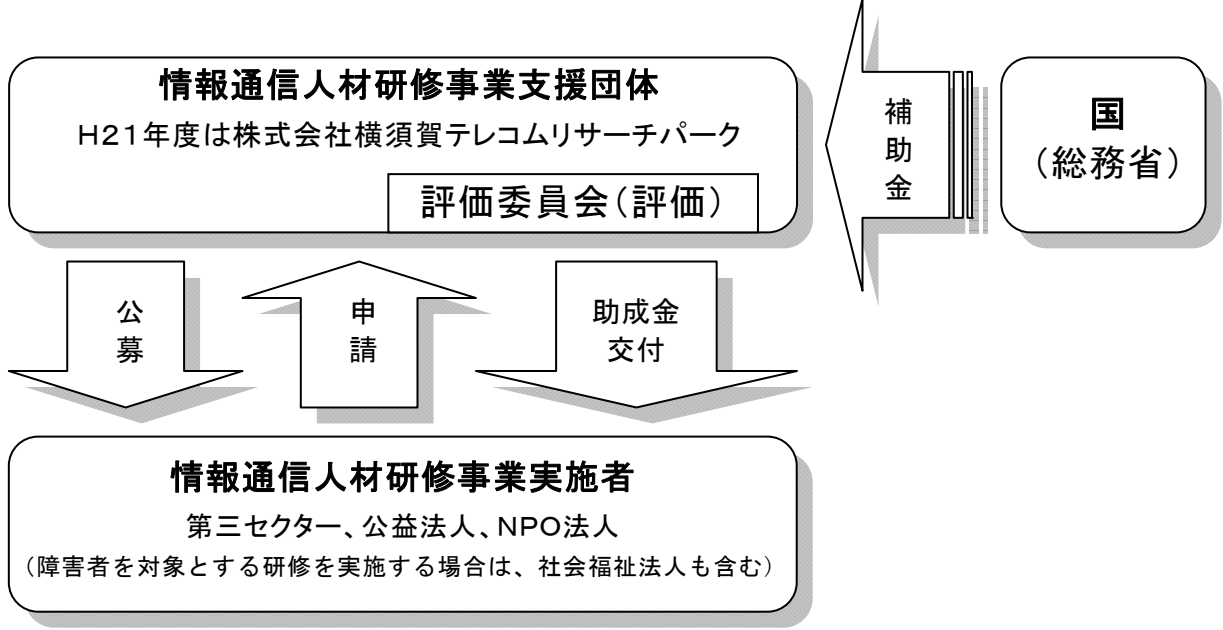 情報通信人材研修事業支援団体
H21年度は株式会社横須賀テレコムリサーチパーク
評価委員会(評価)
補
助
金
国
(総務省)
公
募
申
請
助成金
交付
情報通信人材研修事業実施者
第三セクター、公益法人、NPO法人
(障害者を対象とする研修を実施する場合は、社会福祉法人も含む)